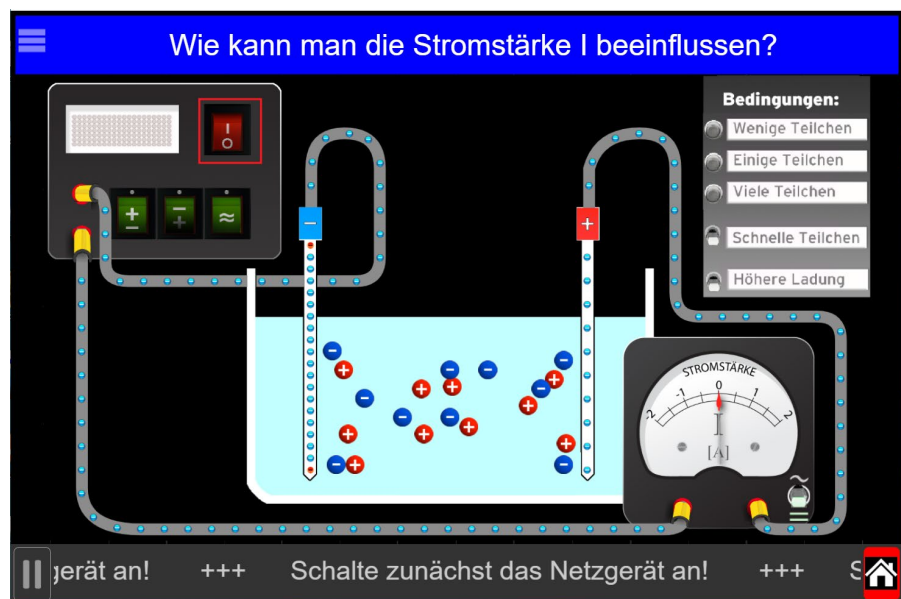 Wie kann man die Stromstärke I beeinflussen?
Bedingungen:
Wenige Teilchen
Einige Teilchen
Viele Teilchen
Schnelle Teilchen
Höhere Ladung
STROMSTÄRKE
-2 -1 0 1 2
I
[A]
gerät an! +++ Schalte zunächst das Netzgerät an! +++ S